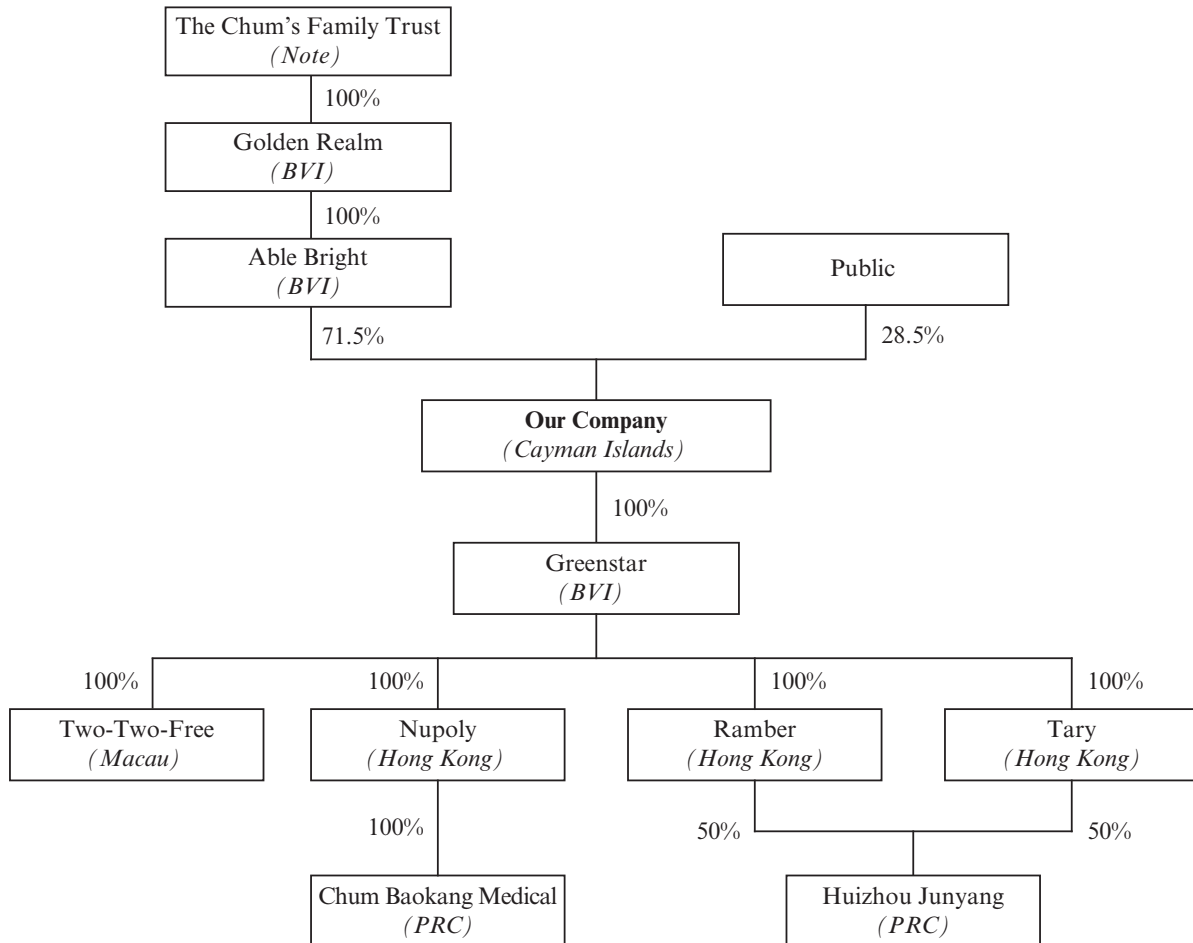 The Chum’s Family Trust
(Note)
100%
Golden Realm
(BVI)
100%
Able Bright
(BVI)
Public
71.5%
28.5%
Our Company
(Cayman Islands)
100%
Greenstar
(BVI)
100%
100%
100%
100%
Two-Two-Free
(Macau)
Nupoly
(Hong Kong)
Ramber
(Hong Kong)
Tary
(Hong Kong)
100%
50%
50%
Chum Baokang Medical
(PRC)
Huizhou Junyang
(PRC)